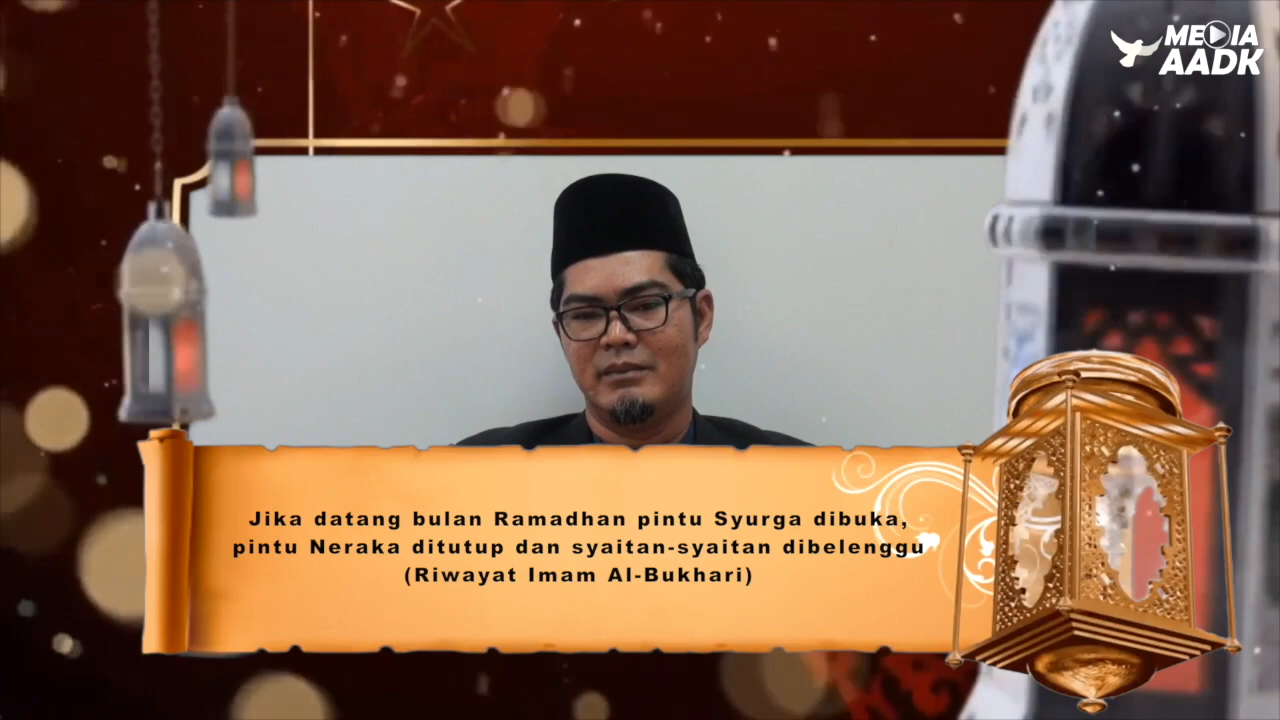 MEDIA
AADK
Jika datang bulan Ramadhan pintu Syurga dibuka,
pintu Neraka ditutup dan syaitan-syaitan dibelenggu
(Riwayat Imam Al-Bukhari)